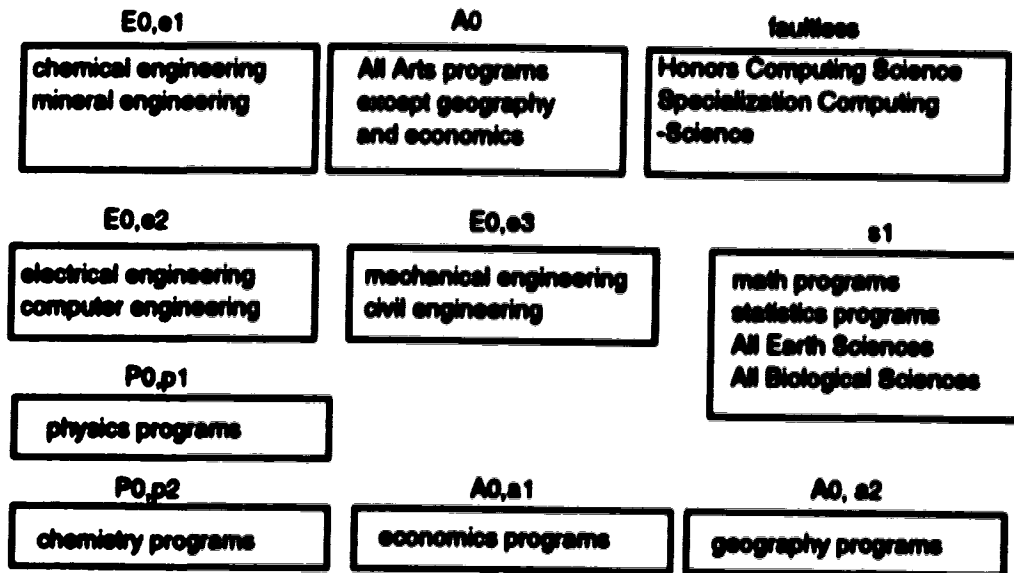 E0,e1
chemical engineering
mineral engineering
A0
All Arts programs
except geography
and economics
faultless
Honors Computing Science
Specialization Computing
-Science
E0,e2
electrical engineering
computer engineering
E0,e3
mechanical engineering
civil engineering
s1
math programs
statistics programs
All Earth Sciences
All Biological Sciences
P0,p1
physics programs
P0,p2
chemistry programs
A0,a1
economics programs
A0, a2
geography programs